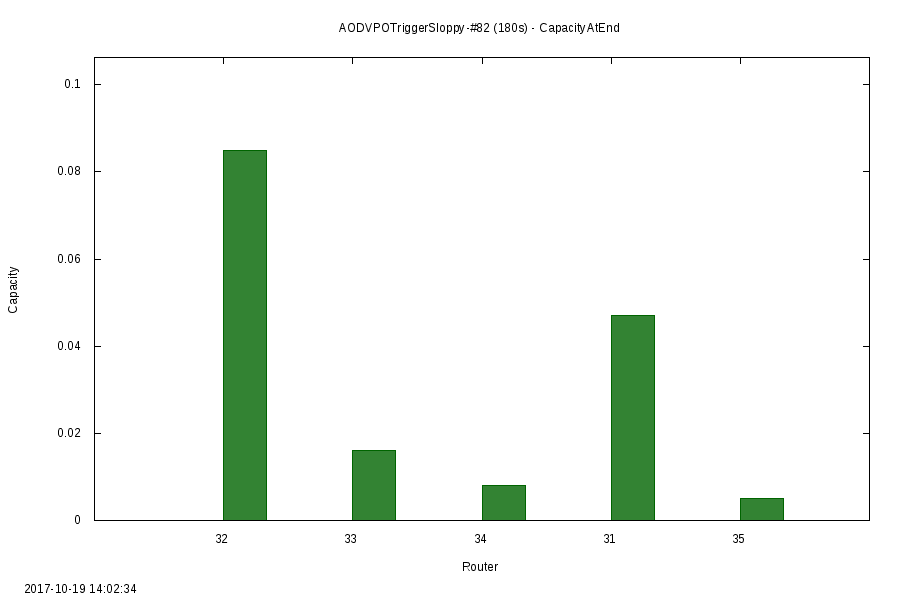 AODVPOTriggerSloppy-#82 (180s) - CapacityAtEnd
0.1
0.08
0.06
0.04
0.02
0
Capacity
32 33 34 31 35
Router
2017-10-19 14:02:34